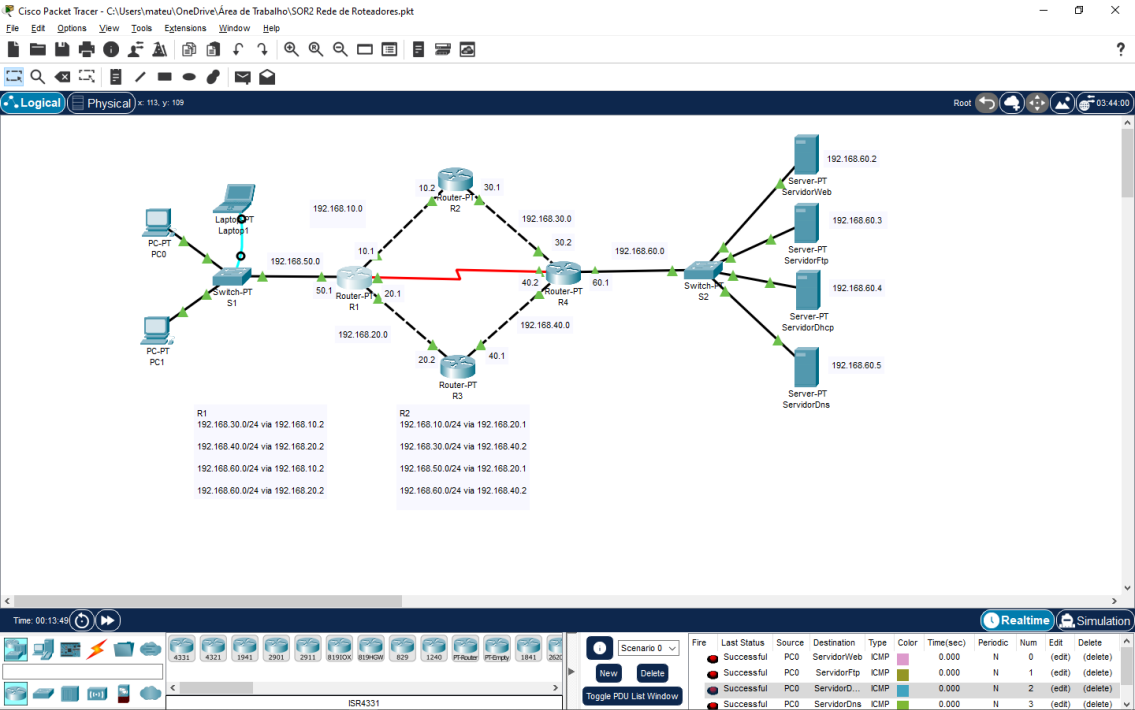 Cisco Packet Tracer - C:\Users\mateu\OneDrive\Área de Trabalho\SOR2 Rede de Roteadores.pkt
File Edit Options View Tools Extensions Window Help
Logical Physical x: 113, y: 109 Root 03:44:00
192.168.60.2
Server-PT
ServidorWeb
10.2 30.1
Router-PT
R2
Laptop-PT
Laptop1
192.168.10.0
192.168.30.0
192.168.60.3
PC-PT
PC0
30.2
10.1
192.168.60.0
Server-PT
ServidorFtp
192.168.50.0
Switch-PT
S1
50.1
Router-PT
R1
20.1
40.2
Router-PT
R4
60.1
Switch-PT
S2
192.168.60.4
Server-PT
ServidorDhcp
192.168.20.0
192.168.40.0
PC-PT
PC1
20.2 40.1
Router-PT
R3
192.168.60.5
Server-PT
ServidorDns
R1
192.168.30.0/24 via 192.168.10.2
192.168.40.0/24 via 192.168.20.2
192.168.60.0/24 via 192.168.10.2
192.168.60.0/24 via 192.168.20.2
R2
192.168.10.0/24 via 192.168.20.1
192.168.30.0/24 via 192.168.40.2
192.168.50.0/24 via 192.168.20.1
192.168.60.0/24 via 192.168.40.2
Time: 00:13:49
Realtime Simulation
4331 4321 1941 2901 2911 819IOX 819HGW 829 1240 PT-Router PT-Empty 1841 2620
ISR4331
Scenario 0
New Delete
Toggle PDU List Window
Fire Last Status Source Destination Type Color Time(sec) Periodic Num Edit Delete
Successful PC0 ServidorWeb ICMP 0.000 N 0 (edit) (delete)
Successful PC0 ServidorFtp ICMP 0.000 N 1 (edit) (delete)
Successful PC0 ServidorD... ICMP 0.000 N 2 (edit) (delete)
Successful PC0 ServidorDns ICMP 0.000 N 3 (edit) (delete)